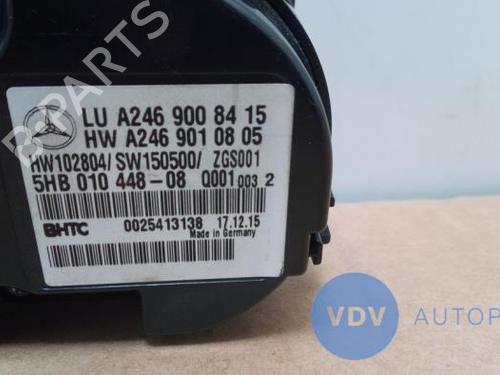 B-PARTS
LU A246 900 84 15
HW A246 901 08 05
HW102804/SW150500/ ZGS001
5HB 010 448-08 Q001 003 2
BHTC 0025413138 17.12.15
Made in Germany
VDV AUTOP